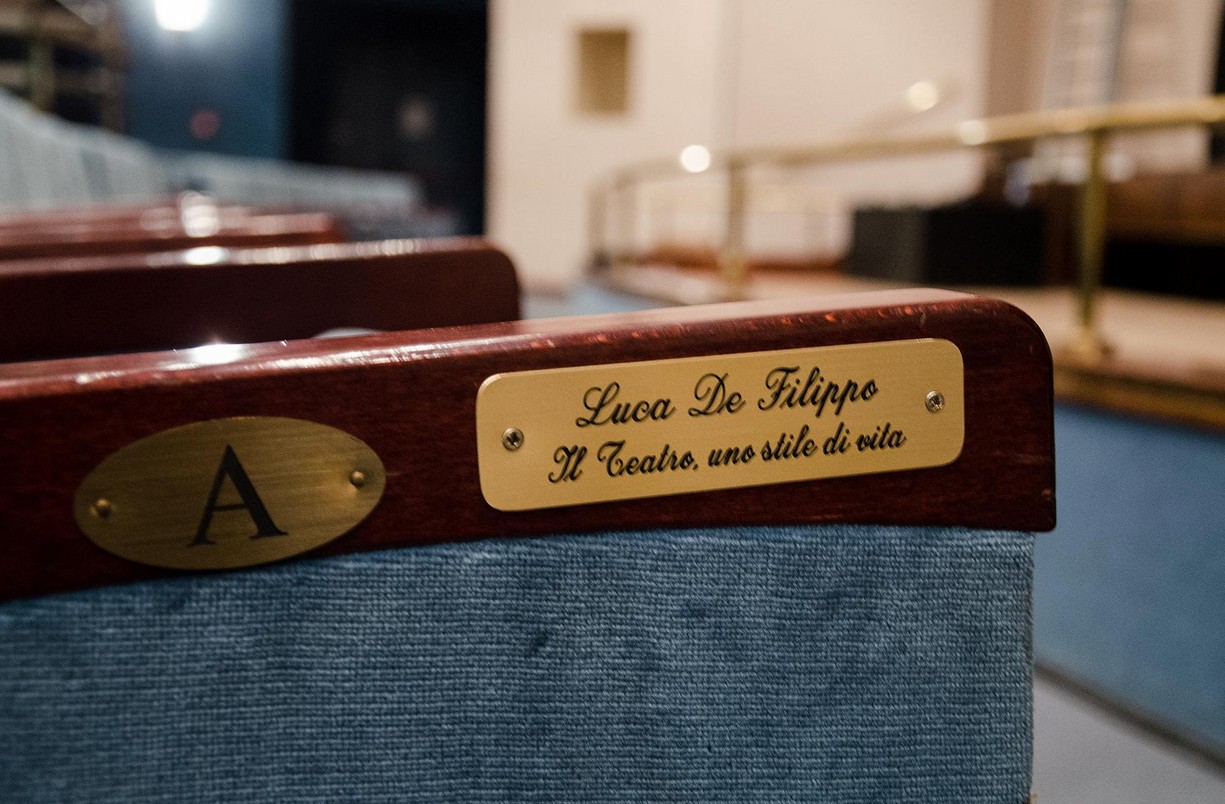 A
Luca De Filippo
Il Teatro, uno stile di vita